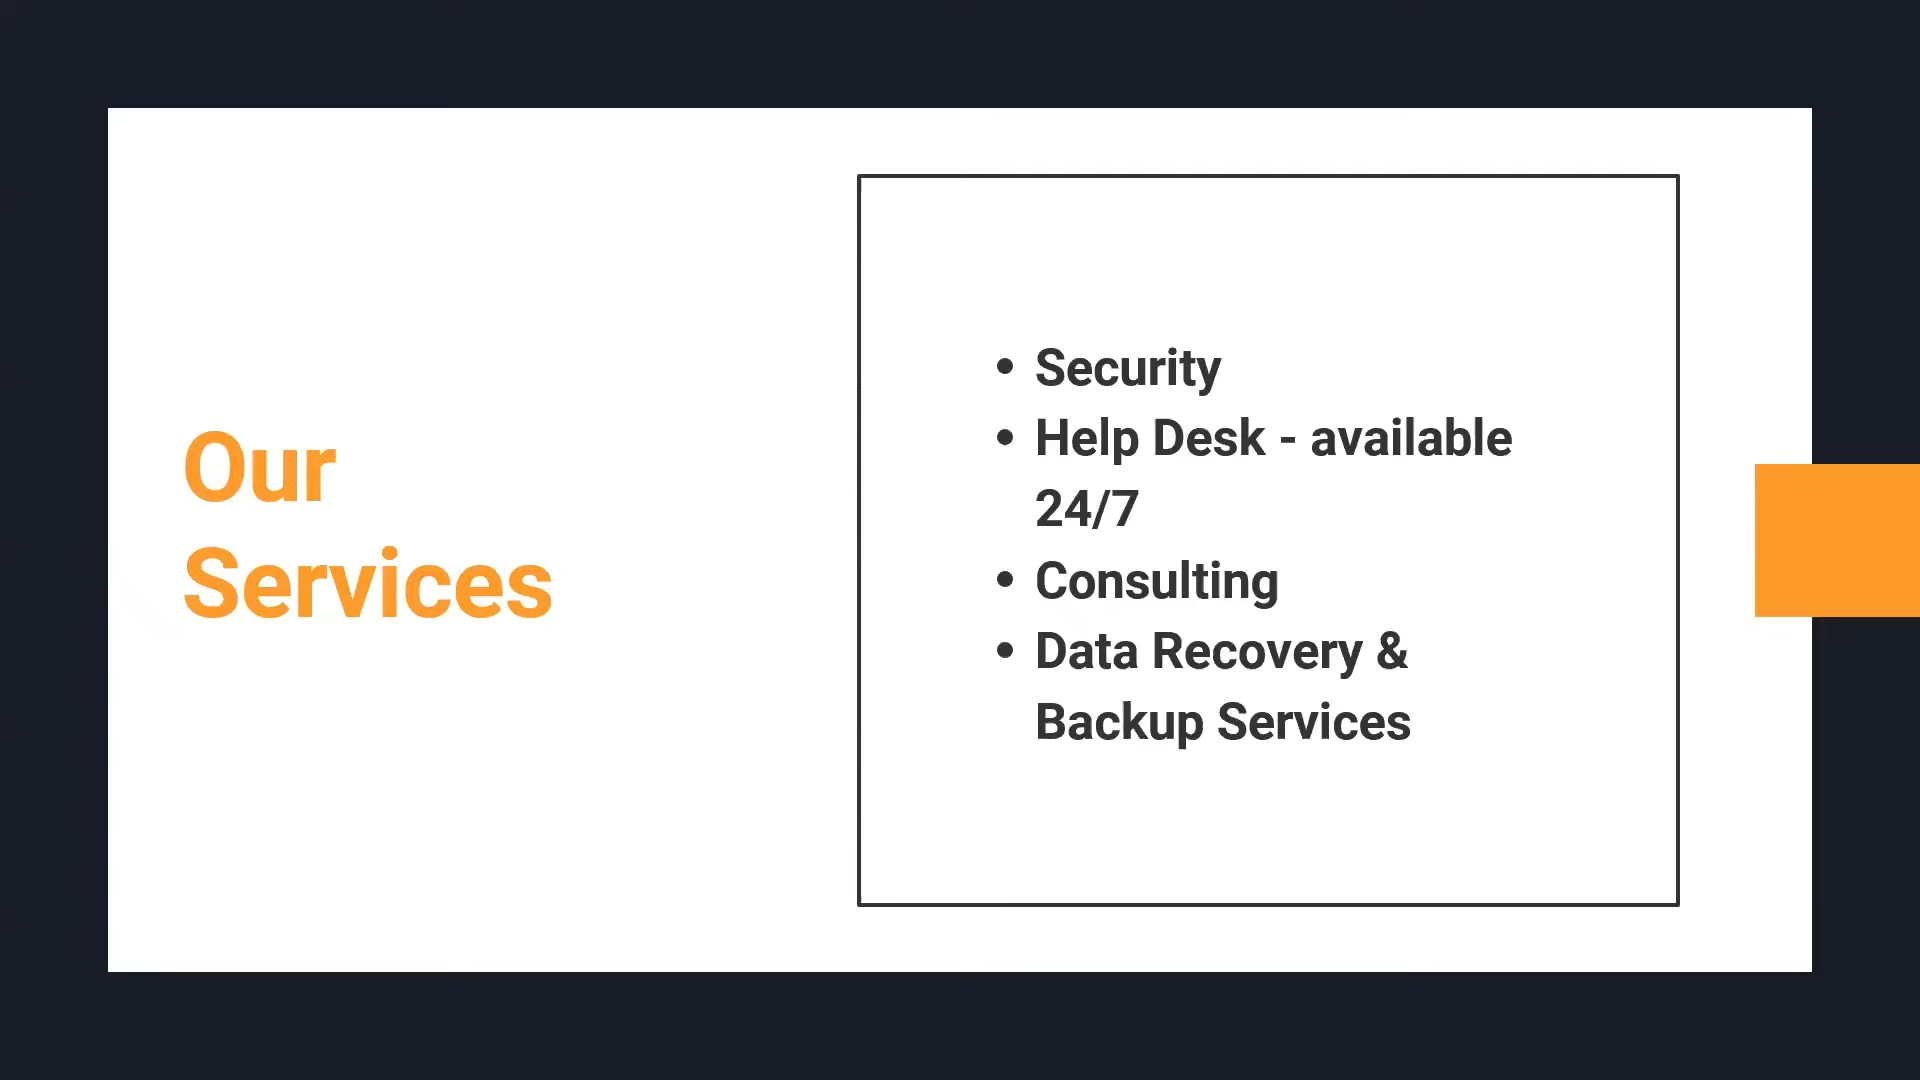 Our
Services
• Security
• Help Desk - available
24/7
• Consulting
• Data Recovery &
Backup Services